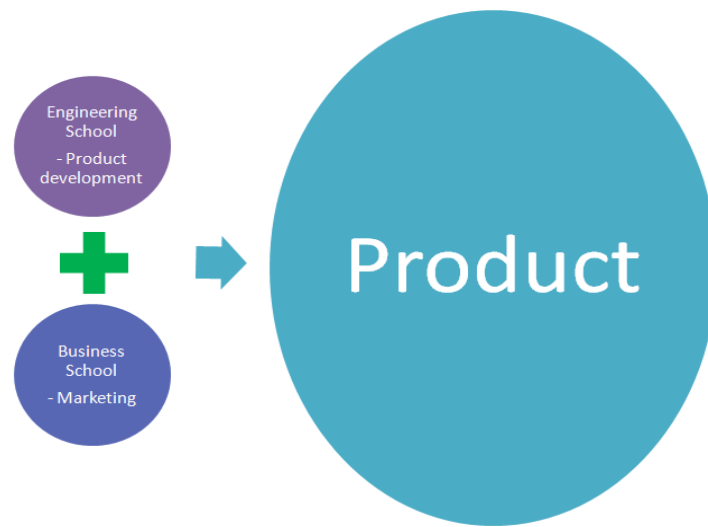 Engineering
School
- Product
development
Business
School
- Marketing
Product